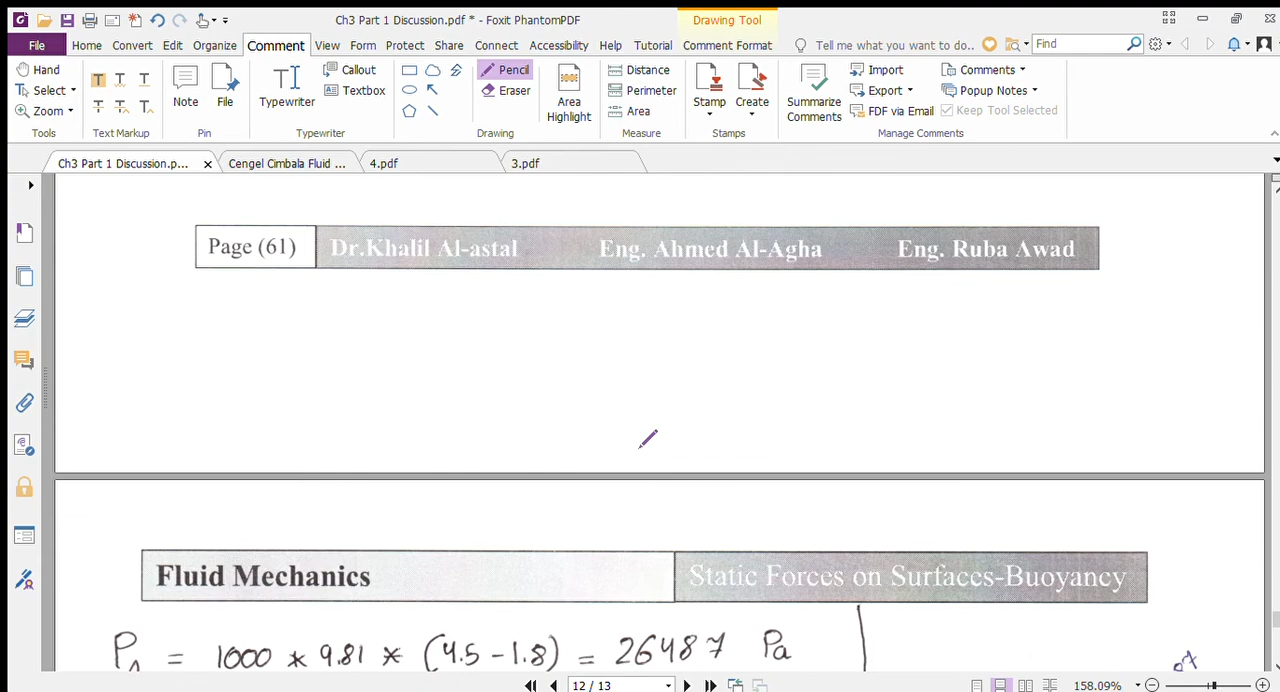 Ch3 Part 1 Discussion.pdf * - Foxit PhantomPDF
Drawing Tool
File Home Convert Edit Organize Comment View Form Protect Share Connect Accessibility Help Tutorial Comment Format Tell me what you want to do.. Find
Hand
Select
Zoom
Tools
Text Markup
Note
File
Pin
Typewriter
Callout
Textbox
Typewriter
Pencil
Eraser
Drawing
Area
Highlight
Distance
Perimeter
Area
Measure
Stamp
Create
Stamps
Summarize
Comments
Import
Export
FDF via Email
Comments
Popup Notes
Keep Tool Selected
Manage Comments
Ch3 Part 1 Discussion.p... × Cengel Cimbala Fluid ... 4.pdf 3.pdf
Page (61) Dr.Khalil Al-astal Eng. Ahmed Al-Agha Eng. Ruba Awad
Fluid Mechanics Static Forces on Surfaces-Buoyancy
= 1000 * 9.81 * (4.5 - 1.8) = 26487 Pa
12 / 13 158.09%